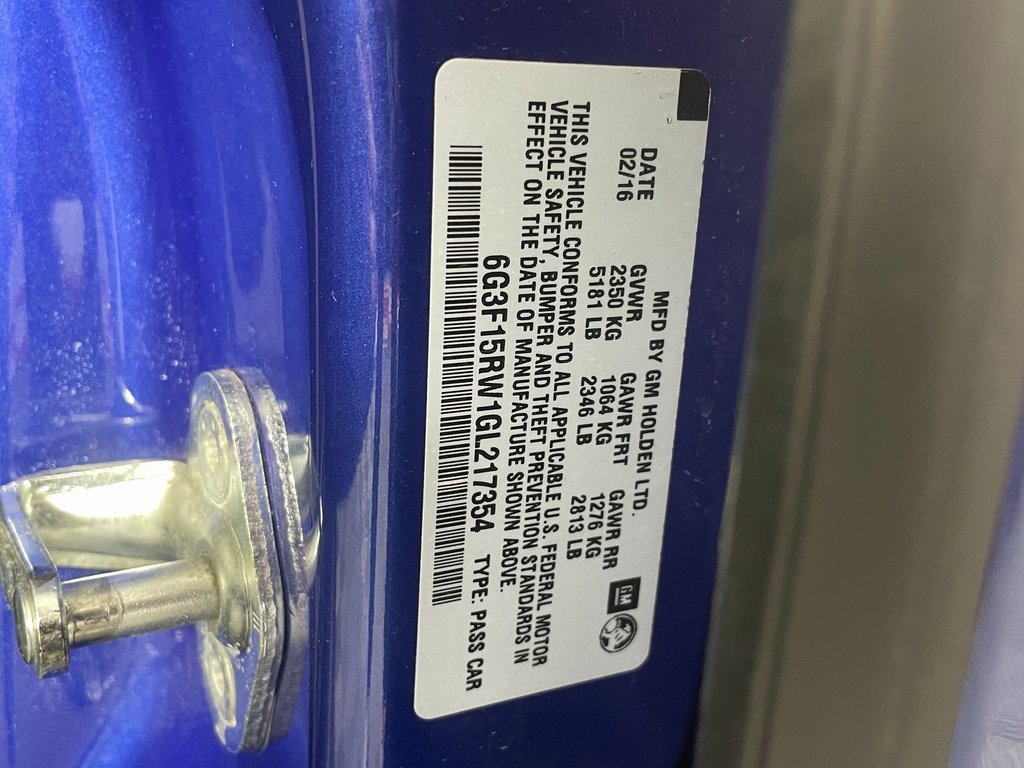 MFD BY GM HOLDEN LTD.
DATE GVWR GAWR FRT GAWR RR
02/16 2350 KG 1064 KG 1276 KG
5181 LB 2346 LB 2813 LB
GM
THIS VEHICLE CONFORMS TO ALL APPLICABLE U.S. FEDERAL MOTOR
VEHICLE SAFETY, BUMPER AND THEFT PREVENTION STANDARDS IN
EFFECT ON THE DATE OF MANUFACTURE SHOWN ABOVE.
6G3F15RW1GL217354 TYPE: PASS CAR